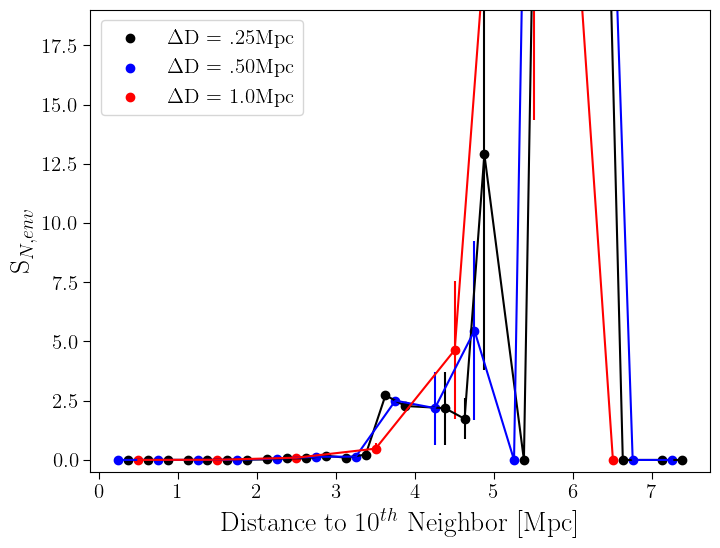 ΔD = .25Mpc
ΔD = .50Mpc
ΔD = 1.0Mpc
17.5
15.0
12.5
10.0
7.5
5.0
2.5
0.0
S_{N,env}
0 1 2 3 4 5 6 7
Distance to 10^{th} Neighbor [Mpc]